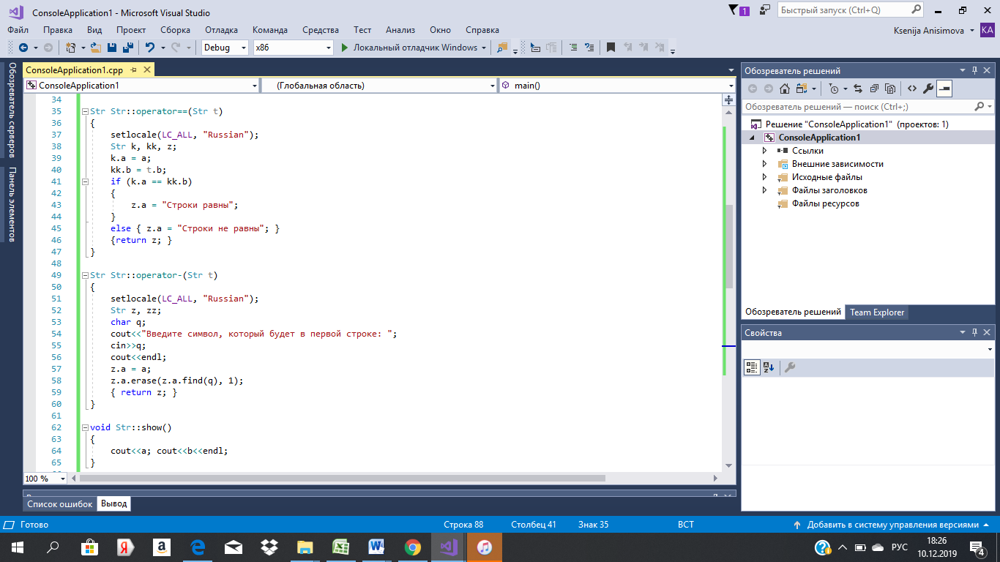 ConsoleApplication1 - Microsoft Visual Studio
1
Быстрый запуск (Ctrl+Q)
Файл Правка Вид Проект Сборка Отладка Команда Средства Тест Анализ Окно Справка
Ksenija Anisimova KA
Debug x86 Локальный отладчик Windows
Обозреватель серверов
Панель элементов
ConsoleApplication1.cpp
ConsoleApplication1 (Глобальная область) main()
34
35 Str Str::operator==(Str t)
36 {
37 setlocale(LC_ALL, "Russian");
38 Str k, kk, z;
39 k.a = a;
40 kk.b = t.b;
41 if (k.a == kk.b)
42 {
43 z.a = "Строки равны";
44 }
45 else { z.a = "Строки не равны"; }
46 {return z; }
47 }
48
49 Str Str::operator-(Str t)
50 {
51 setlocale(LC_ALL, "Russian");
52 Str z, zz;
53 char q;
54 cout<<"Введите символ, который будет в первой строке: ";
55 cin>>q;
56 cout<<endl;
57 z.a = a;
58 z.a.erase(z.a.find(q), 1);
59 { return z; }
60 }
61
62 void Str::show()
63 {
64 cout<<a; cout<<b<<endl;
65 }
100 %
Список ошибок Вывод
Обозреватель решений
Обозреватель решений — поиск (Ctrl+;)
Решение "ConsoleApplication1" (проектов: 1)
ConsoleApplication1
Ссылки
Внешние зависимости
Исходные файлы
Файлы заголовков
Файлы ресурсов
Обозреватель решений Team Explorer
Свойства
Готово Строка 88 Столбец 41 Знак 35 ВСТ Добавить в систему управления версиями
РУС
18:26
10.12.2019
4